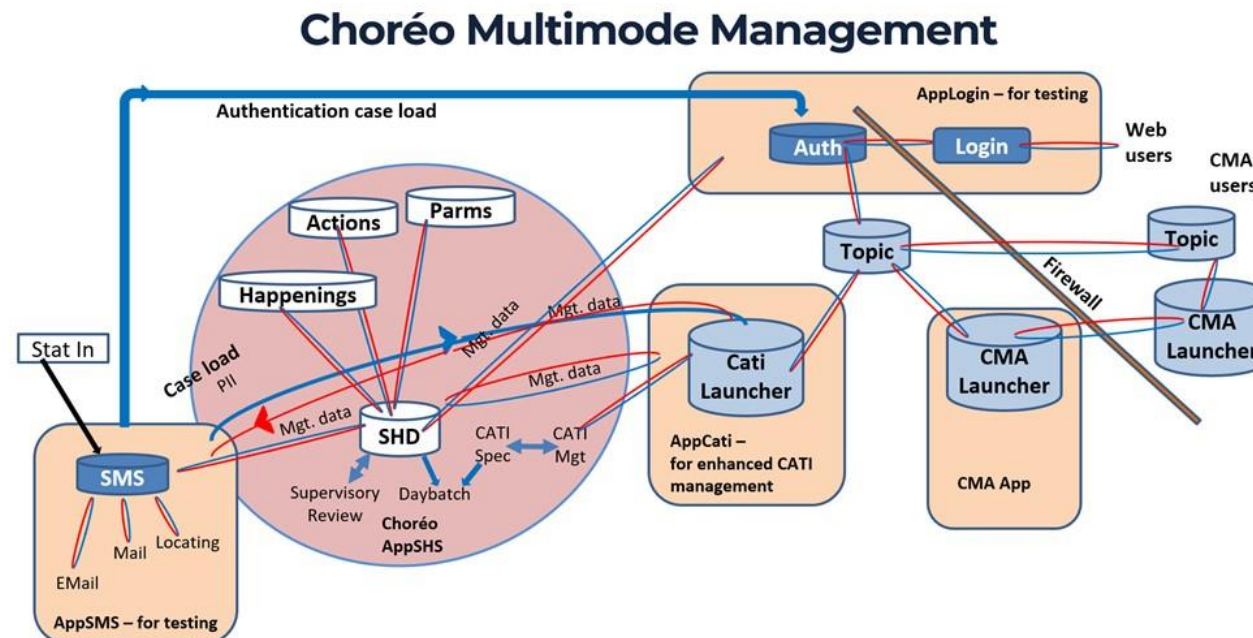 Choréo Multimode Management
Authentication case load
AppLogin – for testing
Auth
Login
Web
users
CMA
users
Actions
Parms
Happenings
Topic
Topic
Firewall
Stat In
Case load
PII
Mgt. data
Mgt. data
Mgt. data
Mgt. data
Cati
Launcher
CMA
Launcher
CMA
Launcher
SHD
CATI
Spec
CATI
Mgt
SMS
Supervisory
Review
Daybatch
Choréo
AppSHS
AppCati –
for enhanced CATI
management
CMA App
EMail
Mail
Locating
AppSMS – for testing